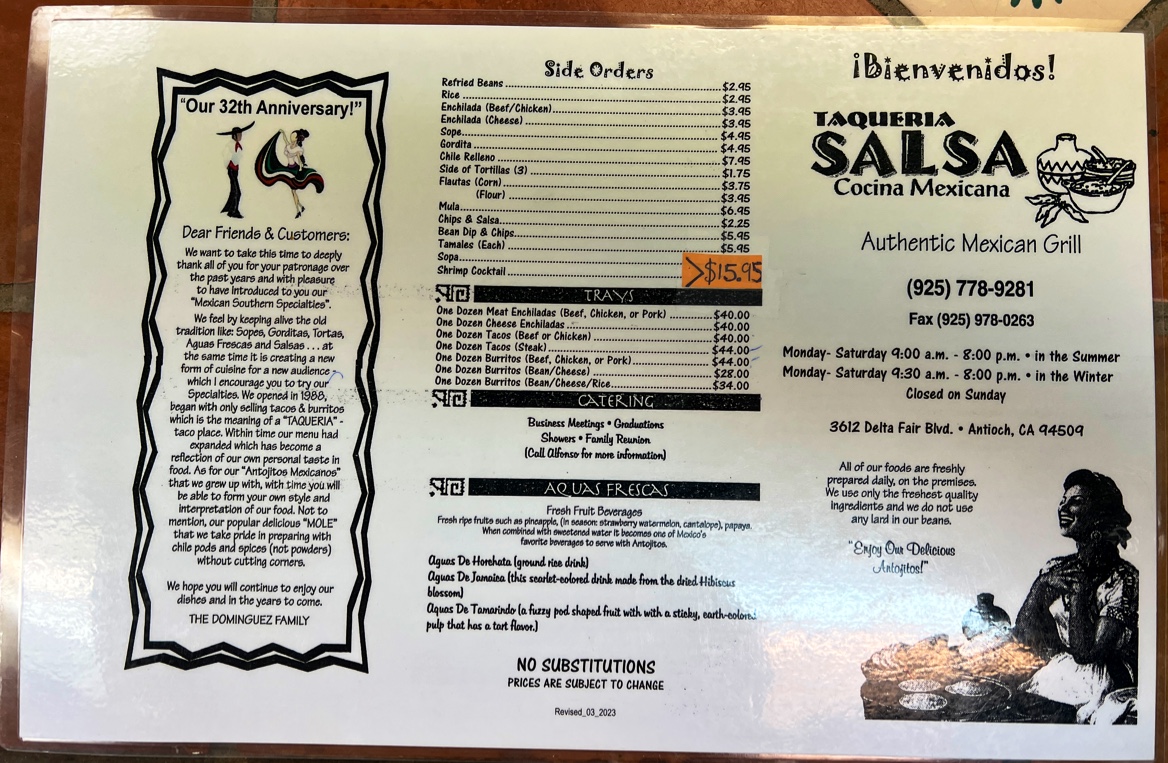 "Our 32th Anniversary!"
Dear Friends & Customers:
We want to take this time to deeply
thank all of you for your patronage over
the past years and with pleasure
to have introduced to you our
"Mexican Southern Specialties".
We feel by keeping alive the old
tradition like: Sopes, Gorditas, Tortas,
Aguas Frescas and Salsas . . . at
the same time it is creating a new
form of cuisine for a new audience -
which I encourage you to try our
Specialties. We opened in 1988,
began with only selling tacos & burritos
which is the meaning of a "TAQUERIA" -
taco place. Within time our menu had
expanded which has become a
reflection of our own personal taste in
food. As for our "Antojitos Mexicanos"
that we grew up with, with time you will
be able to form your own style and
interpretation of our food. Not to
mention, our popular delicious "MOLE"
that we take pride in preparing with
chile pods and spices (not powders)
without cutting corners.
We hope you will continue to enjoy our
dishes and in the years to come.
THE DOMINGUEZ FAMILY
Side Orders
Refried Beans $2.95
Rice $2.95
Enchilada (Beef/Chicken) $3.95
Enchilada (Cheese) $3.95
Sope $4.95
Gordita $4.95
Chile Relleno $7.95
Side of Tortillas (3) $1.75
Flautas (Corn) $3.75
(Flour) $3.95
Mula $6.95
Chips & Salsa $2.25
Bean Dip & Chips $5.95
Tamales (Each) $5.95
Sopa
Shrimp Cocktail >$15.95
TRAYS
One Dozen Meat Enchiladas (Beef, Chicken, or Pork) $40.00
One Dozen Cheese Enchiladas $40.00
One Dozen Tacos (Beef or Chicken) $40.00
One Dozen Tacos (Steak) $44.00
One Dozen Burritos (Beef, Chicken, or Pork) $44.00
One Dozen Burritos (Bean/Cheese) $28.00
One Dozen Burritos (Bean/Cheese/Rice $34.00
CATERING
Business Meetings • Graduations
Showers • Family Reunion
(Call Alfonso for more information)
AQUAS FRESCAS
Fresh Fruit Beverages
Fresh ripe fruits such as pineapple, (in season: strawberry watermelon, cantalope), papaya.
When combined with sweetened water it becomes one of Mexico's
favorite beverages to serve with Antojitos.
Aguas De Horchata (ground rice drink)
Aguas De Jamaica (this scarlet-colored drink made from the dried Hibiscus
blossom)
Aquas De Tamarindo (a fuzzy pod shaped fruit with with a sticky, earth-colored
pulp that has a tart flavor.)
NO SUBSTITUTIONS
PRICES ARE SUBJECT TO CHANGE
Revised_03_2023
¡Bienvenidos!
TAQUERIA
SALSA
Cocina Mexicana
Authentic Mexican Grill
(925) 778-9281
Fax (925) 978-0263
Monday- Saturday 9:00 a.m. - 8:00 p.m. • in the Summer
Monday- Saturday 9:30 a.m. - 8:00 p.m. • in the Winter
Closed on Sunday
3612 Delta Fair Blvd. • Antioch, CA 94509
All of our foods are freshly
prepared daily, on the premises.
We use only the freshest quality
ingredients and we do not use
any lard in our beans.
"Enjoy Our Delicious
Antojitos!"